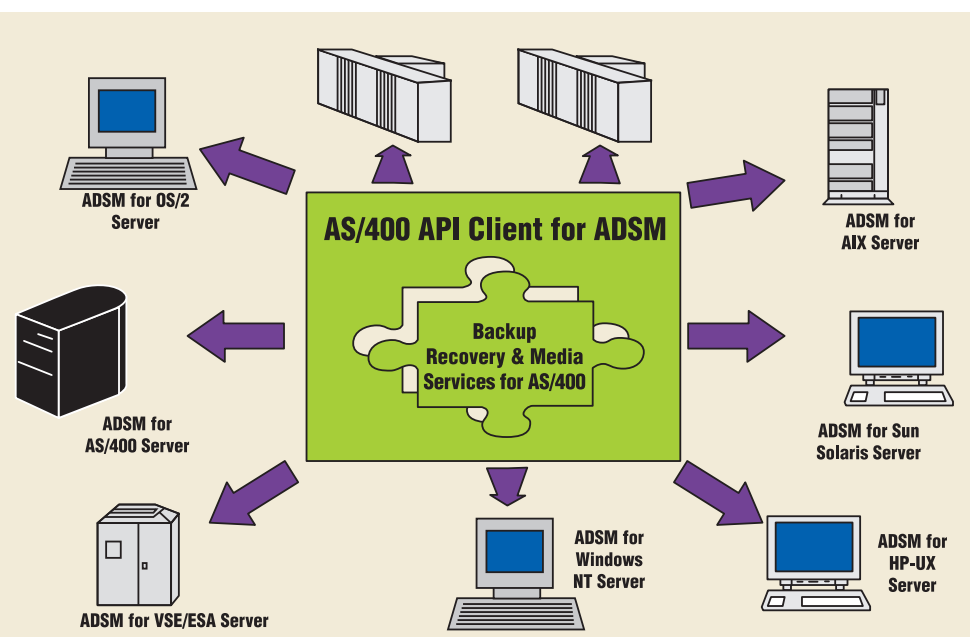 ADSM for OS/2
Server
AS/400 API Client for ADSM
ADSM for
AIX Server
Backup
Recovery & Media
Services for AS/400
ADSM for
AS/400 Server
ADSM for Sun
Solaris Server
ADSM for VSE/ESA Server
ADSM for
Windows
NT Server
ADSM for
HP-UX
Server